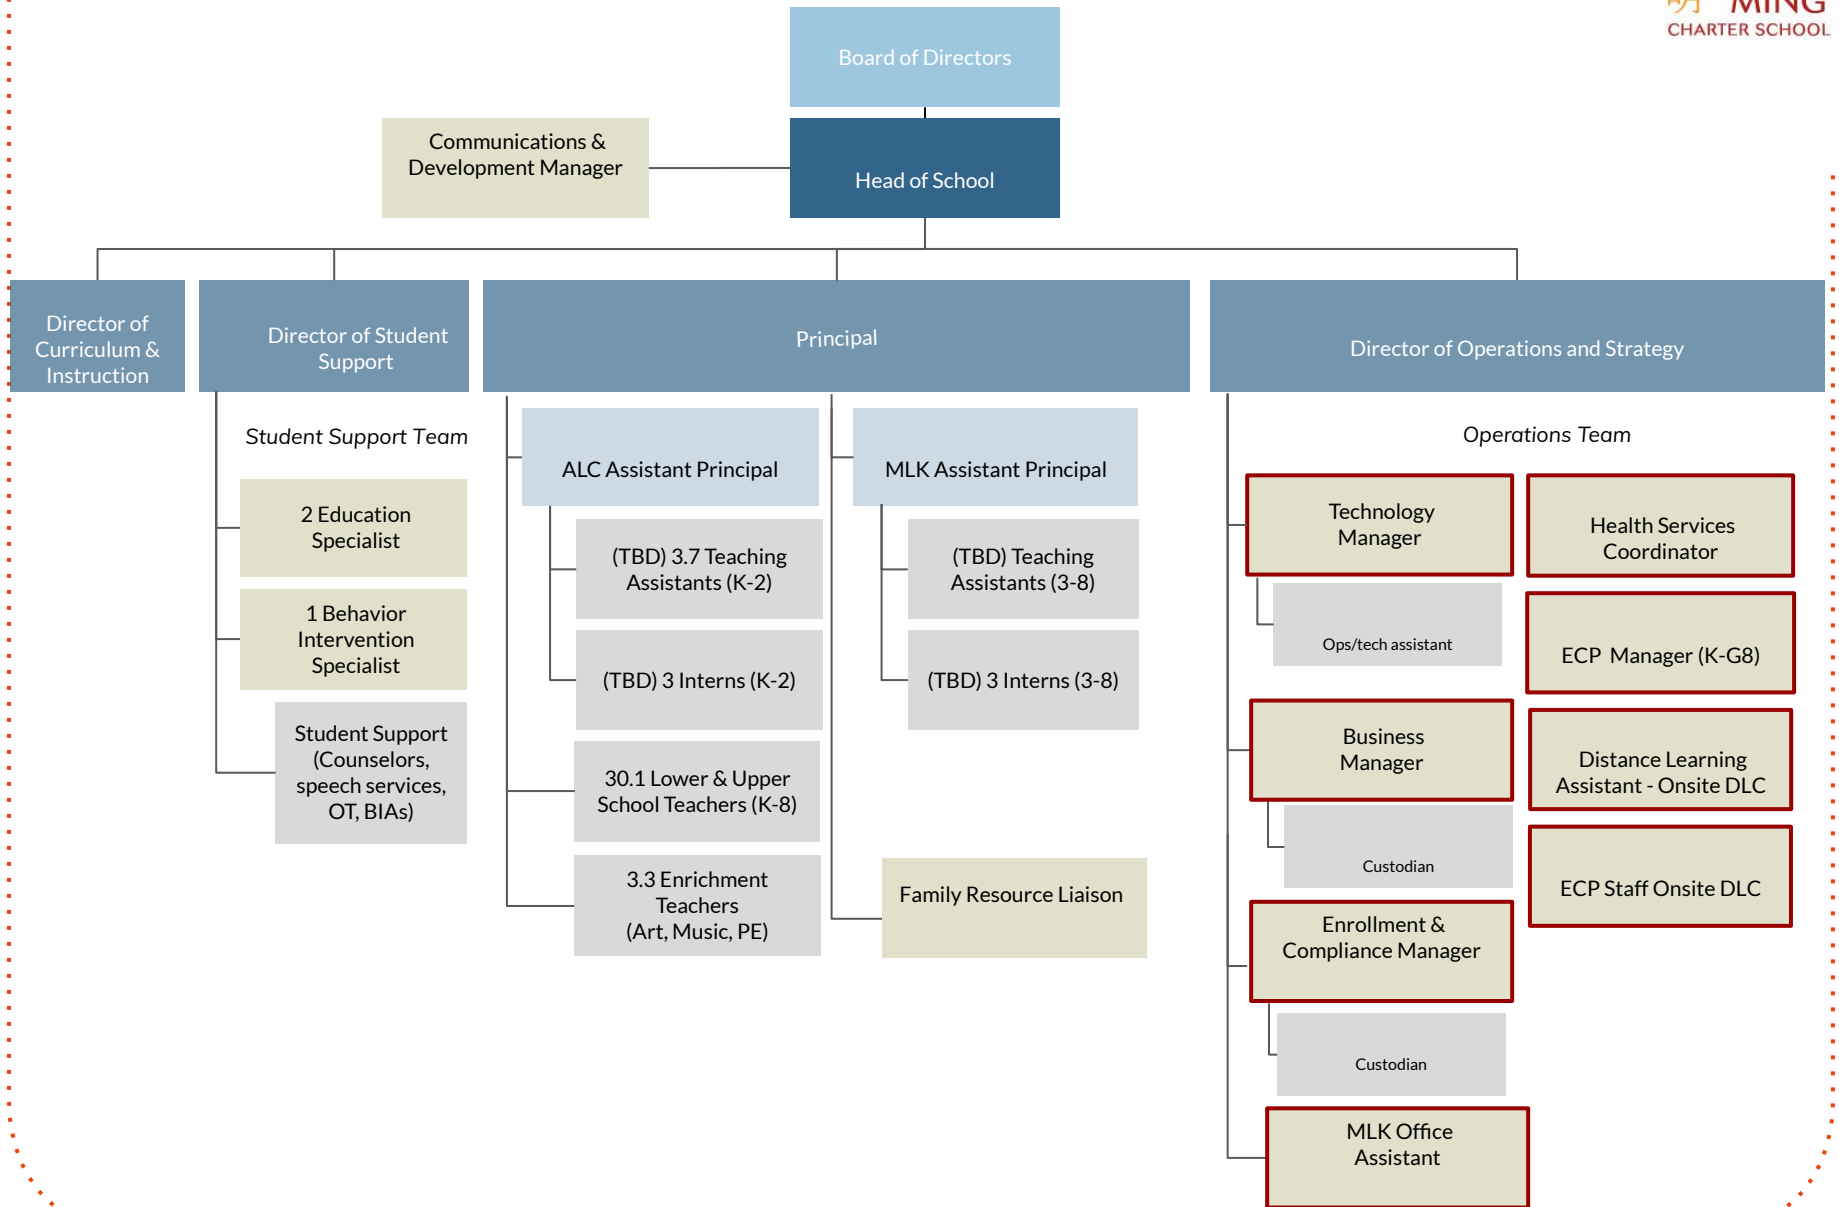 明 MING
CHARTER SCHOOL
Board of Directors
Communications &
Development Manager
Head of School
Director of
Curriculum &
Instruction
Director of Student
Support
Principal
Director of Operations and Strategy
Student Support Team
2 Education
Specialist
1 Behavior
Intervention
Specialist
Student Support
(Counselors,
speech services,
OT, BIAs)
ALC Assistant Principal
(TBD) 3.7 Teaching
Assistants (K-2)
(TBD) 3 Interns (K-2)
30.1 Lower & Upper
School Teachers (K-8)
3.3 Enrichment
Teachers
(Art, Music, PE)
MLK Assistant Principal
(TBD) Teaching
Assistants (3-8)
(TBD) 3 Interns (3-8)
Family Resource Liaison
Operations Team
Technology
Manager
Ops/tech assistant
Business
Manager
Custodian
Enrollment &
Compliance Manager
Custodian
MLK Office
Assistant
Health Services
Coordinator
ECP Manager (K-G8)
Distance Learning
Assistant - Onsite DLC
ECP Staff Onsite DLC